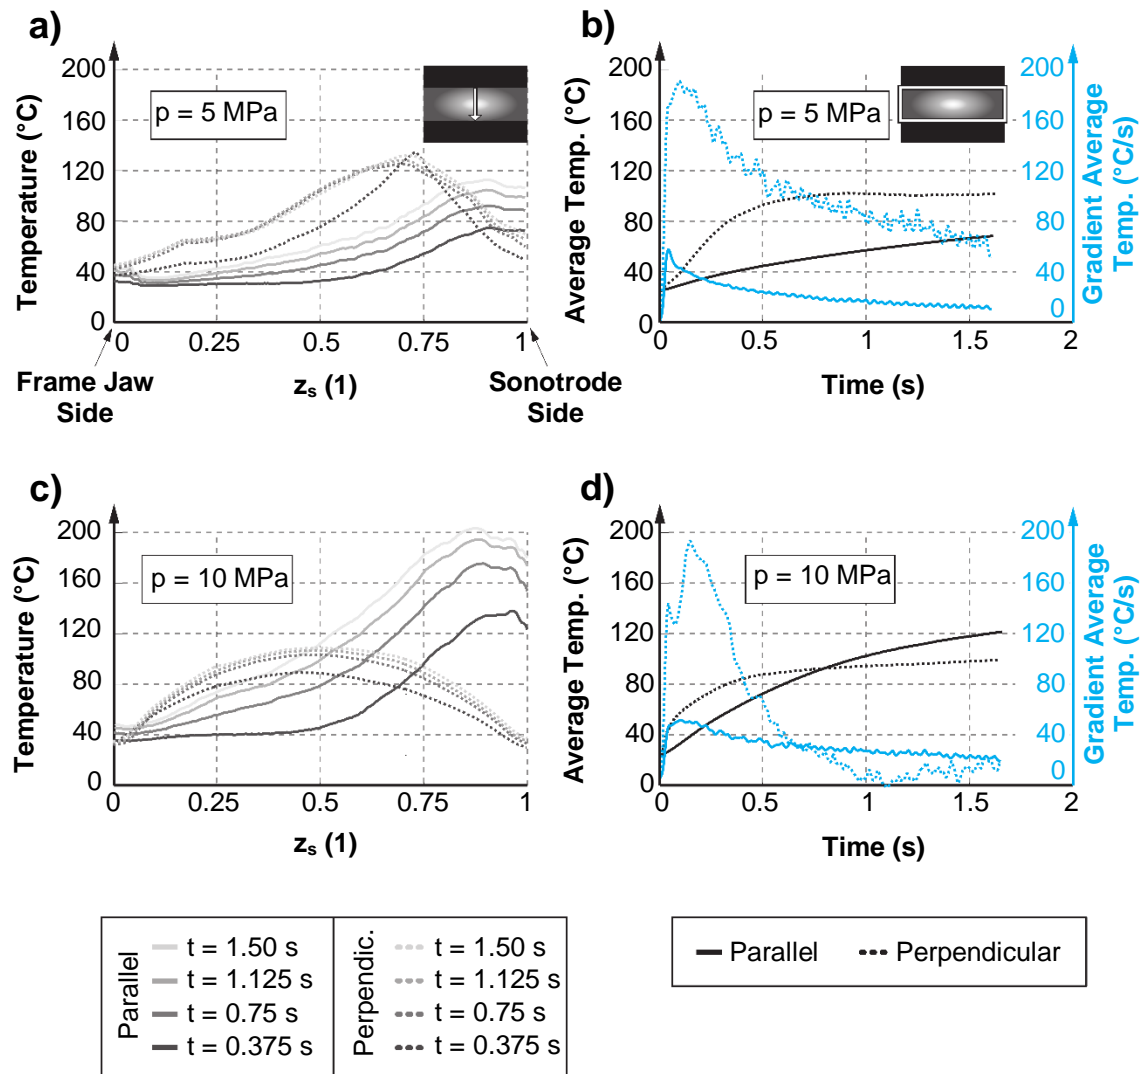 a)
Temperature (°C)
200
160
120
80
40
0
p = 5 MPa
0 0.25 0.5 0.75 1
Frame Jaw
Side
z_s (1)
Sonotrode
Side
b)
Average Temp. (°C)
200
160
120
80
40
0
p = 5 MPa
200
160
120
80
40
0
Gradient Average
Temp. (°C/s)
0 0.5 1 1.5 2
Time (s)
c)
Temperature (°C)
200
160
120
80
40
0
p = 10 MPa
0 0.25 0.5 0.75 1
z_s (1)
d)
Average Temp. (°C)
200
160
120
80
40
0
p = 10 MPa
200
160
120
80
40
0
Gradient Average
Temp. (°C/s)
0 0.5 1 1.5 2
Time (s)
Parallel
t = 1.50 s
t = 1.125 s
t = 0.75 s
t = 0.375 s
Perpendic.
t = 1.50 s
t = 1.125 s
t = 0.75 s
t = 0.375 s
Parallel
Perpendicular